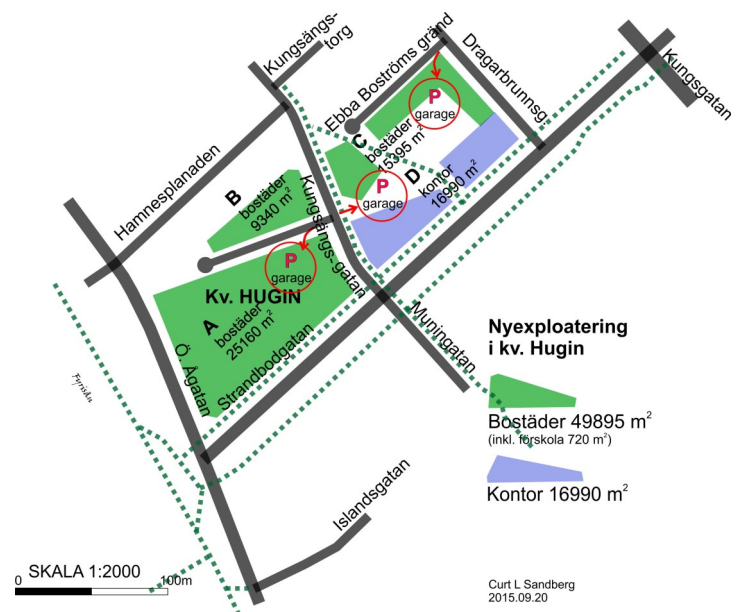 Kungsängs-
torg
Ebba Boströms gränd
Dragarbrunnsg.
Kungsgatan
Hamnesplanaden
P
garage
C
bostäder
15395 m²
D
kontor
16990 m²
B
bostäder
9340 m²
P
garage
Kungsängs-gatan
P
garage
Kv. HUGIN
A
bostäder
25160 m²
Ö. Ågatan
Strandbodgatan
Muningatan
Fyrisån
Islandsgatan
Nyexploatering
i kv. Hugin
Bostäder 49895 m²
(inkl. förskola 720 m²)
Kontor 16990 m²
SKALA 1:2000
0 100m
Curt L Sandberg
2015.09.20